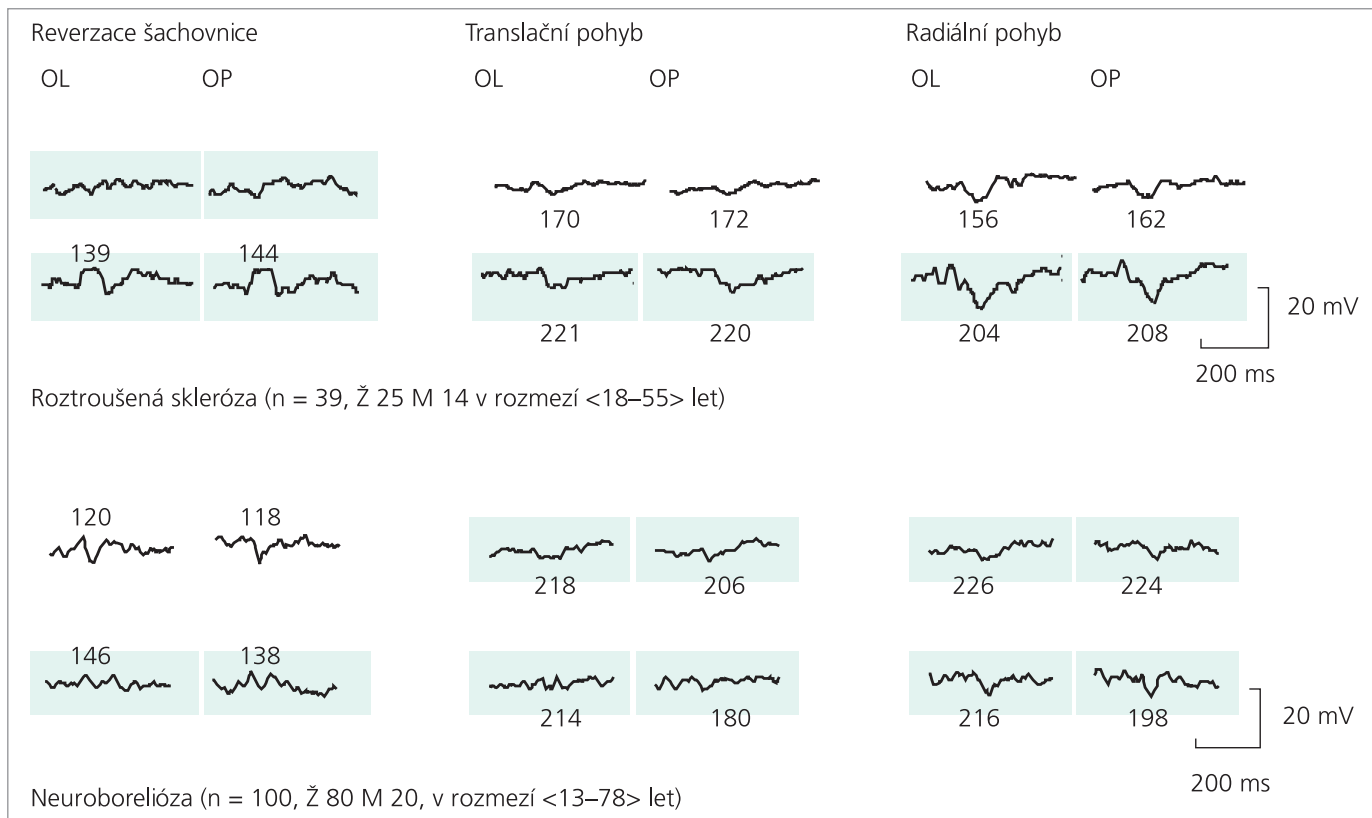 Reverzace šachovnice Translační pohyb Radiální pohyb
OL OP OL OP OL OP
170 172 156 162
139 144
221 220 204 208
20 mV
200 ms
Roztroušená skleróza (n = 39, Ž 25 M 14 v rozmezí <18–55> let)
120 118
218 206 226 224
146 138
214 180 216 198
20 mV
200 ms
Neuroborelióza (n = 100, Ž 80 M 20, v rozmezí <13–78> let)